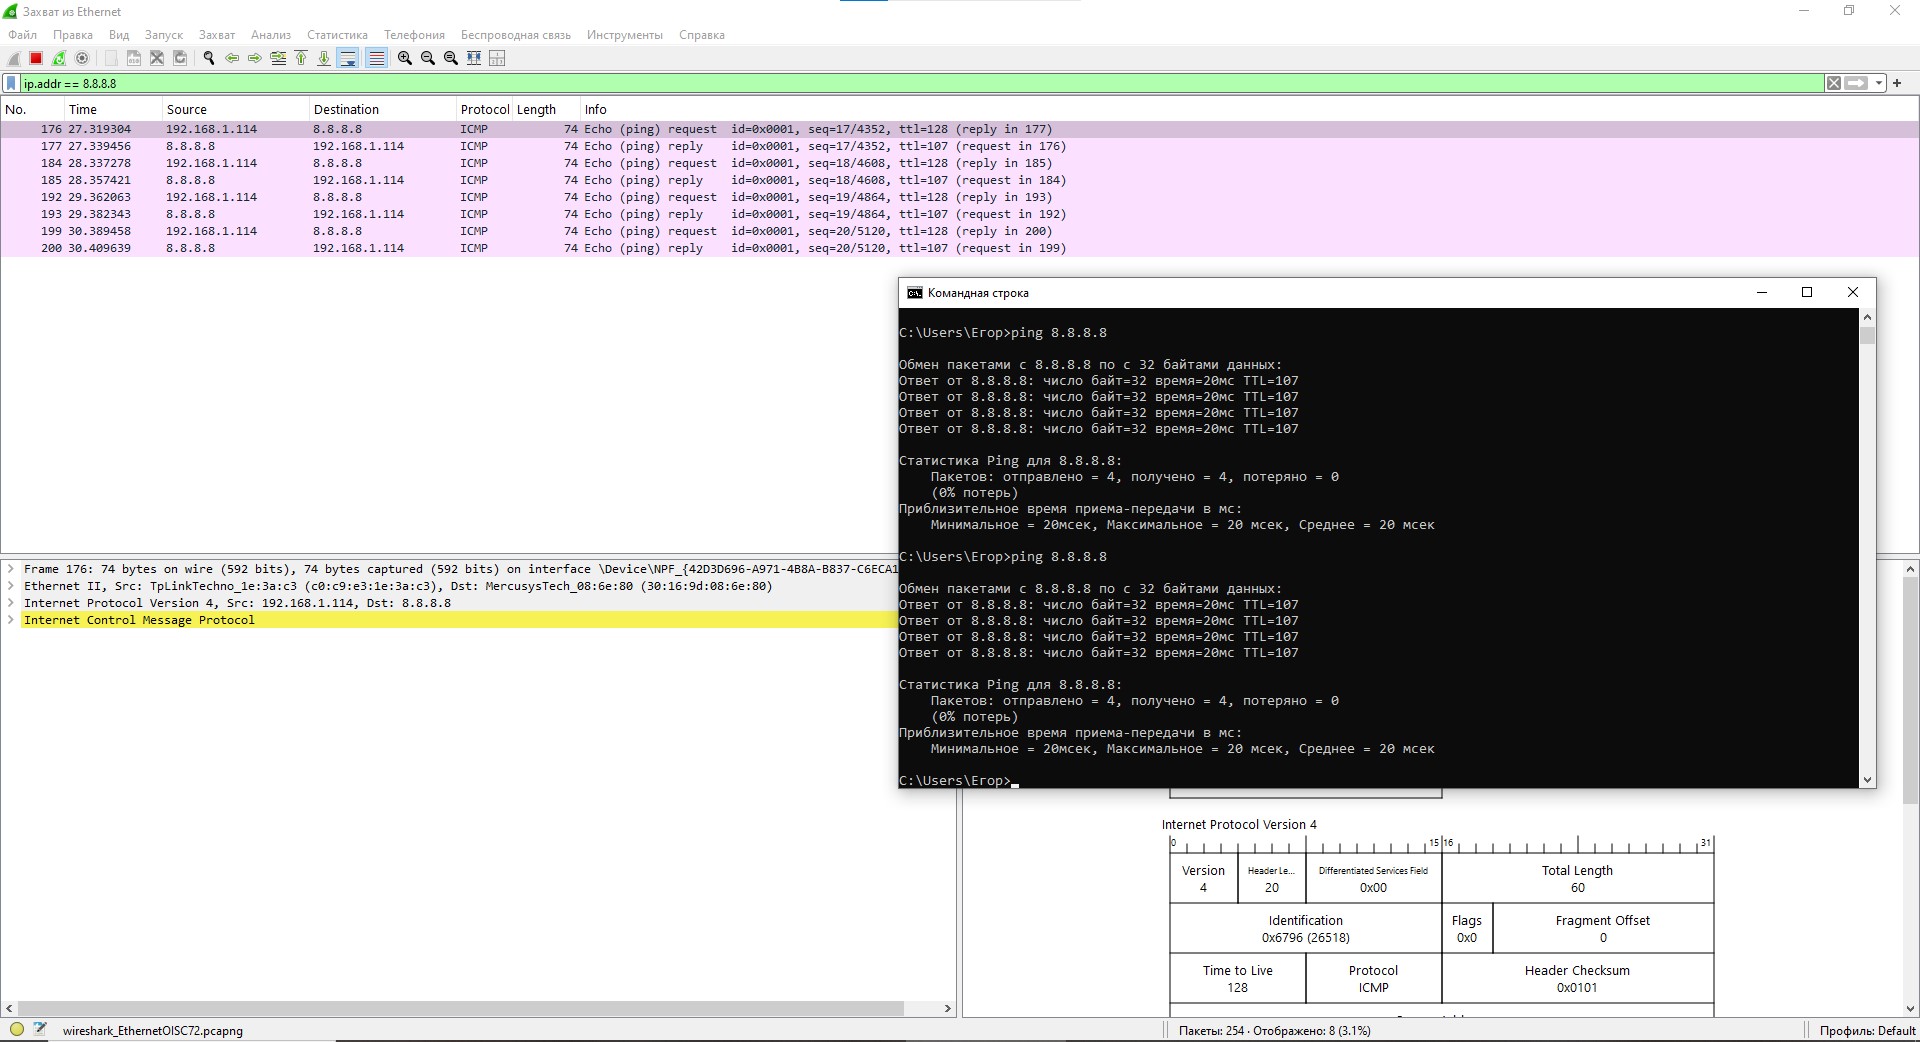 Захват из Ethernet
Файл Правка Вид Запуск Захват Анализ Статистика Телефония Беспроводная связь Инструменты Справка
ip.addr == 8.8.8.8
No. Time Source Destination Protocol Length Info
176 27.319304 192.168.1.114 8.8.8.8 ICMP 74 Echo (ping) request id=0x0001, seq=17/4352, ttl=128 (reply in 177)
177 27.339456 8.8.8.8 192.168.1.114 ICMP 74 Echo (ping) reply id=0x0001, seq=17/4352, ttl=107 (request in 176)
184 28.337278 192.168.1.114 8.8.8.8 ICMP 74 Echo (ping) request id=0x0001, seq=18/4608, ttl=128 (reply in 185)
185 28.357421 8.8.8.8 192.168.1.114 ICMP 74 Echo (ping) reply id=0x0001, seq=18/4608, ttl=107 (request in 184)
192 29.362063 192.168.1.114 8.8.8.8 ICMP 74 Echo (ping) request id=0x0001, seq=19/4864, ttl=128 (reply in 193)
193 29.382343 8.8.8.8 192.168.1.114 ICMP 74 Echo (ping) reply id=0x0001, seq=19/4864, ttl=107 (request in 192)
199 30.389458 192.168.1.114 8.8.8.8 ICMP 74 Echo (ping) request id=0x0001, seq=20/5120, ttl=128 (reply in 200)
200 30.409639 8.8.8.8 192.168.1.114 ICMP 74 Echo (ping) reply id=0x0001, seq=20/5120, ttl=107 (request in 199)
Командная строка
C:\Users\Егор>ping 8.8.8.8
Обмен пакетами с 8.8.8.8 по с 32 байтами данных:
Ответ от 8.8.8.8: число байт=32 время=20мс TTL=107
Ответ от 8.8.8.8: число байт=32 время=20мс TTL=107
Ответ от 8.8.8.8: число байт=32 время=20мс TTL=107
Ответ от 8.8.8.8: число байт=32 время=20мс TTL=107
Статистика Ping для 8.8.8.8:
Пакетов: отправлено = 4, получено = 4, потеряно = 0
(0% потерь)
Приблизительное время приема-передачи в мс:
Минимальное = 20мсек, Максимальное = 20 мсек, Среднее = 20 мсек
C:\Users\Егор>ping 8.8.8.8
Обмен пакетами с 8.8.8.8 по с 32 байтами данных:
Ответ от 8.8.8.8: число байт=32 время=20мс TTL=107
Ответ от 8.8.8.8: число байт=32 время=20мс TTL=107
Ответ от 8.8.8.8: число байт=32 время=20мс TTL=107
Ответ от 8.8.8.8: число байт=32 время=20мс TTL=107
Статистика Ping для 8.8.8.8:
Пакетов: отправлено = 4, получено = 4, потеряно = 0
(0% потерь)
Приблизительное время приема-передачи в мс:
Минимальное = 20мсек, Максимальное = 20 мсек, Среднее = 20 мсек
C:\Users\Егор>
Frame 176: 74 bytes on wire (592 bits), 74 bytes captured (592 bits) on interface \Device\NPF_{42D3D696-A971-4B8A-B837-C6ECA1
Ethernet II, Src: TpLinkTechno_1e:3a:c3 (c0:c9:e3:1e:3a:c3), Dst: MercusysTech_08:6e:80 (30:16:9d:08:6e:80)
Internet Protocol Version 4, Src: 192.168.1.114, Dst: 8.8.8.8
Internet Control Message Protocol
Internet Protocol Version 4
0 15 16 31
Version Header Le... Differentiated Services Field Total Length
4 20 0x00 60
Identification Flags Fragment Offset
0x6796 (26518) 0x0 0
Time to Live Protocol Header Checksum
128 ICMP 0x0101
wireshark_EthernetOISC72.pcapng
Пакеты: 254 · Отображено: 8 (3.1%)
Профиль: Default